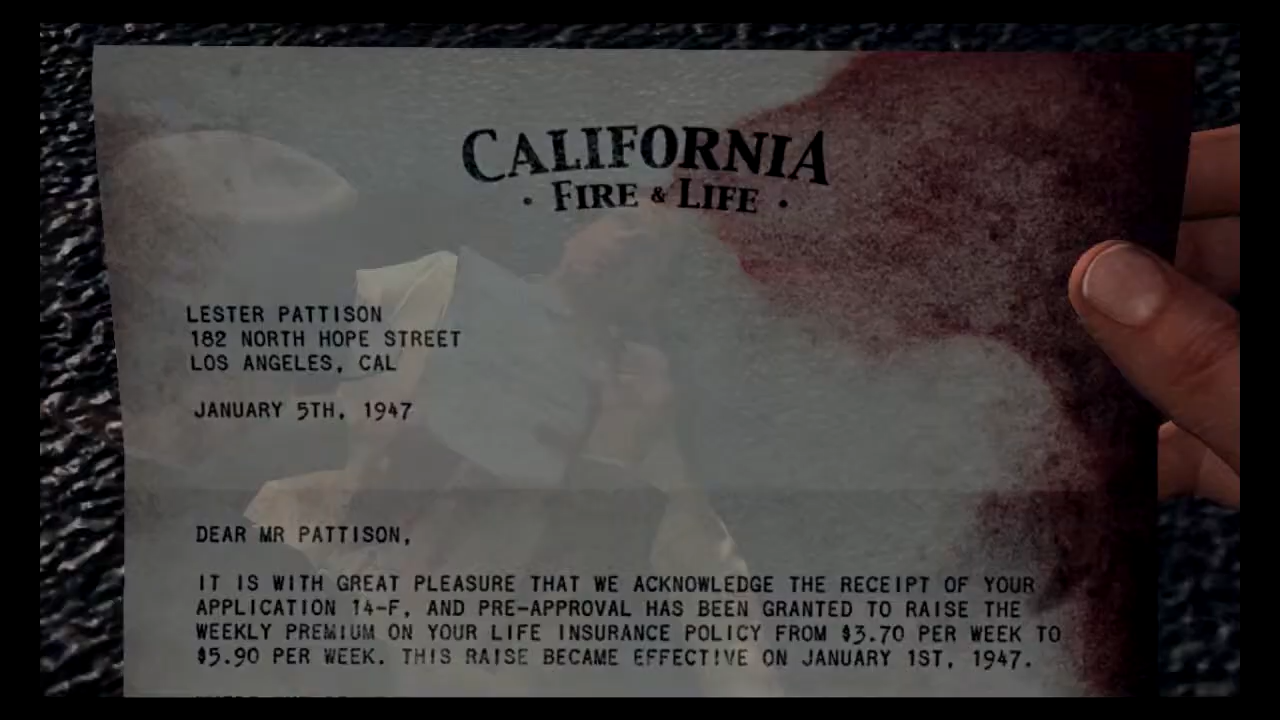 CALIFORNIA
• FIRE & LIFE •
LESTER PATTISON
182 NORTH HOPE STREET
LOS ANGELES, CAL
JANUARY 5TH, 1947
DEAR MR PATTISON,
IT IS WITH GREAT PLEASURE THAT WE ACKNOWLEDGE THE RECEIPT OF YOUR
APPLICATION 14-F, AND PRE-APPROVAL HAS BEEN GRANTED TO RAISE THE
WEEKLY PREMIUM ON YOUR LIFE INSURANCE POLICY FROM $3.70 PER WEEK TO
$5.90 PER WEEK. THIS RAISE BECAME EFFECTIVE ON JANUARY 1ST, 1947.